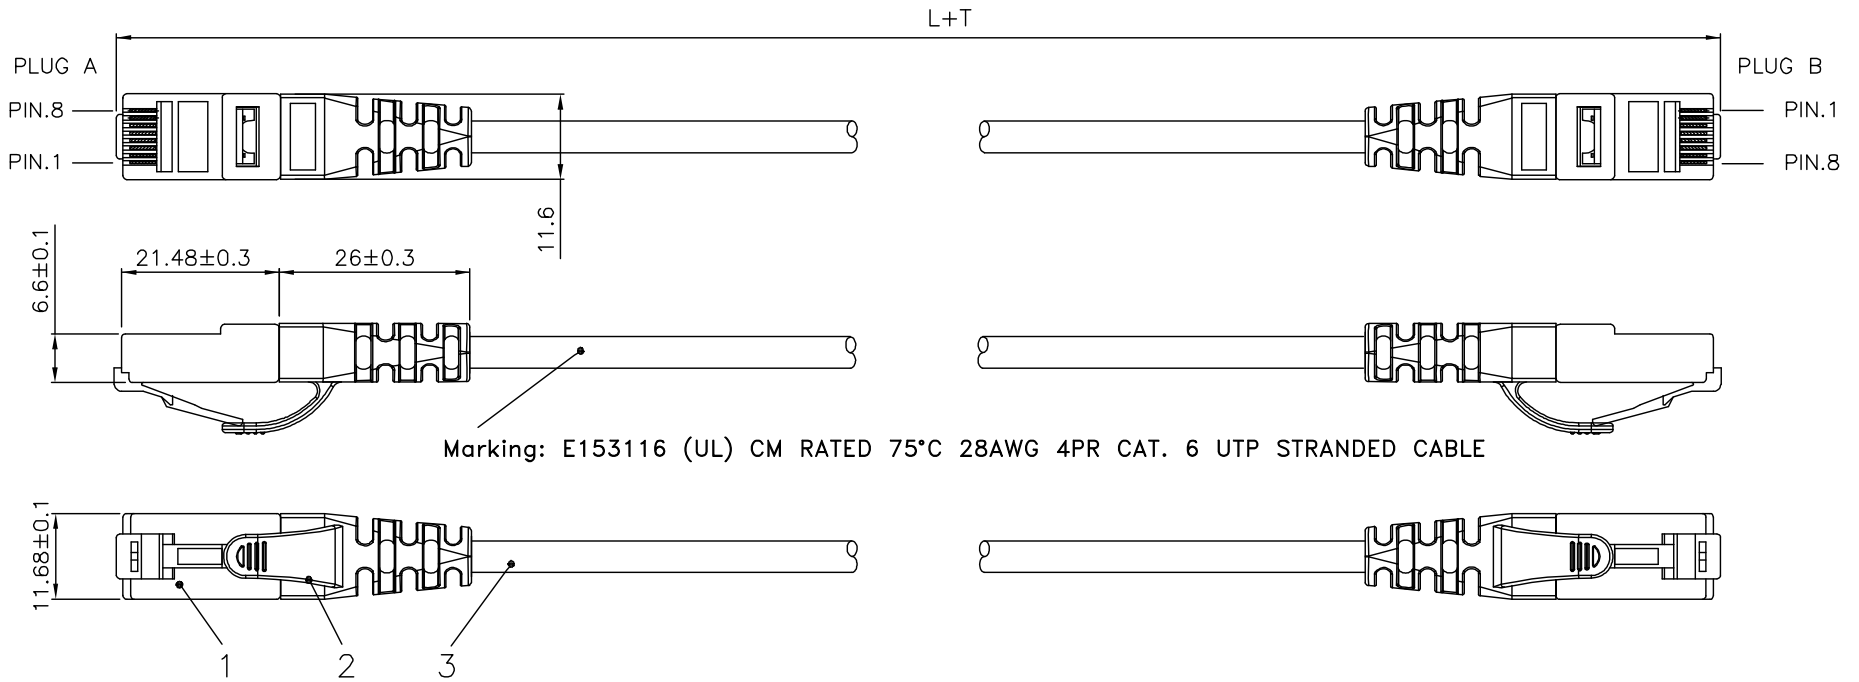 L+T
PLUG A
PLUG B
PIN.8
PIN.1
PIN.1
PIN.8
11.6
6.6±0.1
21.48±0.3
26±0.3
Marking: E153116 (UL) CM RATED 75°C 28AWG 4PR CAT. 6 UTP STRANDED CABLE
11.68±0.1
1
2
3